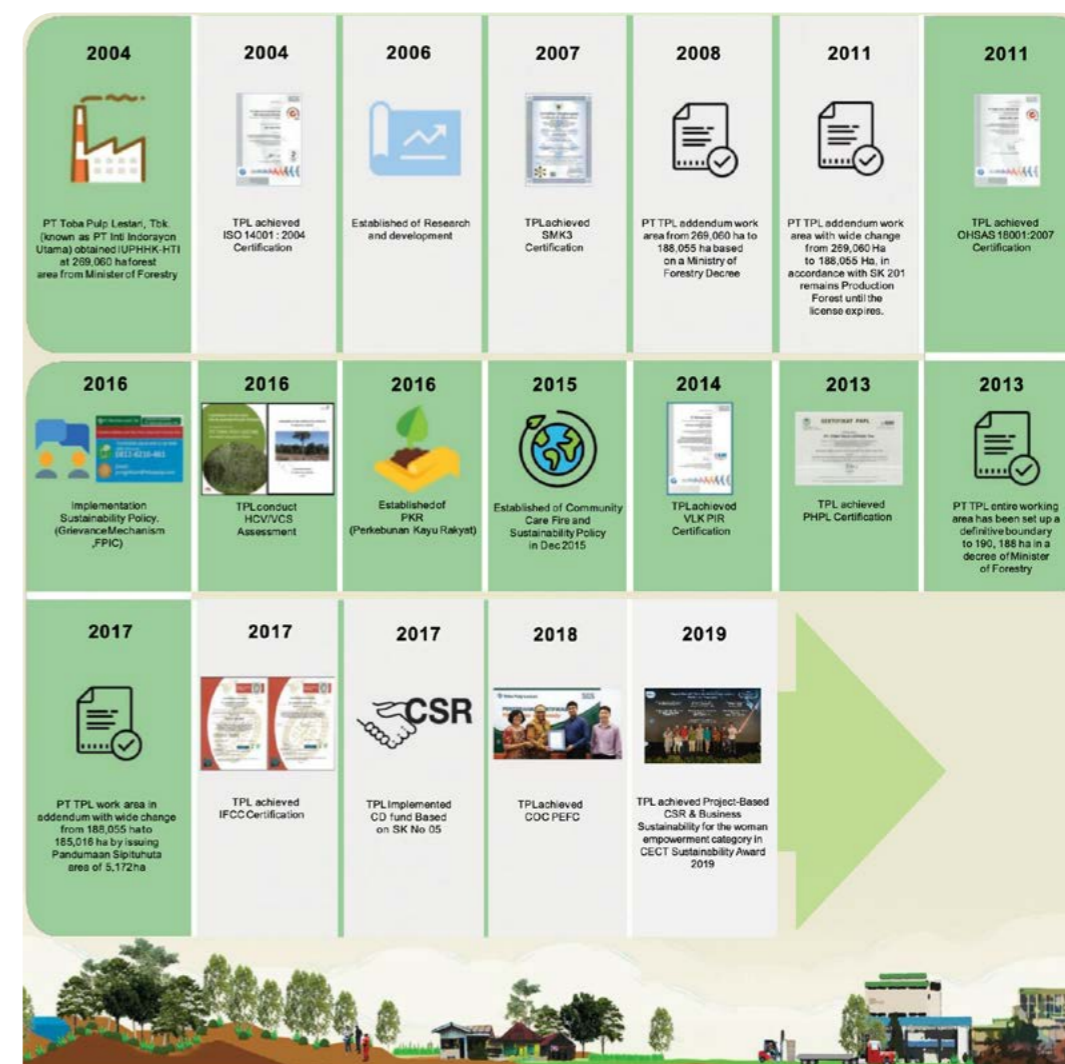 2004
PT Toba Pulp Lestari, Tbk.
(known as PT Inti Indorayon
Utama) obtained IUPHHK-HTI
at 269,060 ha forest
area from Minister of Forestry
2004
TPL achieved
ISO 14001 : 2004
Certification
2006
Established of Research
and development
2007
TPL achieved
SMK3
Certification
2008
PT TPL addendum work
area from 269,060 ha to
188,055 ha based
on a Ministry of
Forestry Decree
2011
PT TPL addendum work
area with wide change
from 269,060 Ha
to 188,055 Ha, in
accordance with SK 201
remains Production
Forest until the
license expires.
2011
TPL achieved
OHSAS 18001:2007
Certification
2016
Implementation
Sustainability Policy.
(Grievance Mechanism
,FPIC)
2016
TPL conduct
HCV/VCS
Assessment
2016
Established of
PKR
(Perkebunan Kayu Rakyat)
2015
Established of Community
Care Fire and
Sustainability Policy
in Dec 2015
2014
TPL achieved
VLK PIR
Certification
2013
SERTIFIKAT PHPL
TPL achieved
PHPL Certification
2013
PT TPL entire working
area has been set up a
definitive boundary
to 190, 188 ha in a
decree of Minister
of Forestry
2017
PT TPL work area in
addendum with wide change
from 188,055 ha to
185,016 ha by issuing
Pandumaan Sipituhuta
area of 5,172 ha
2017
TPL achieved
IFCC Certification
2017
CSR
TPL Implemented
CD fund Based
on SK No 05
2018
SGS
TPL achieved
COC PEFC
2019
TPL achieved Project-Based
CSR & Business
Sustainability for the woman
empowerment category in
CECT Sustainability Award
2019